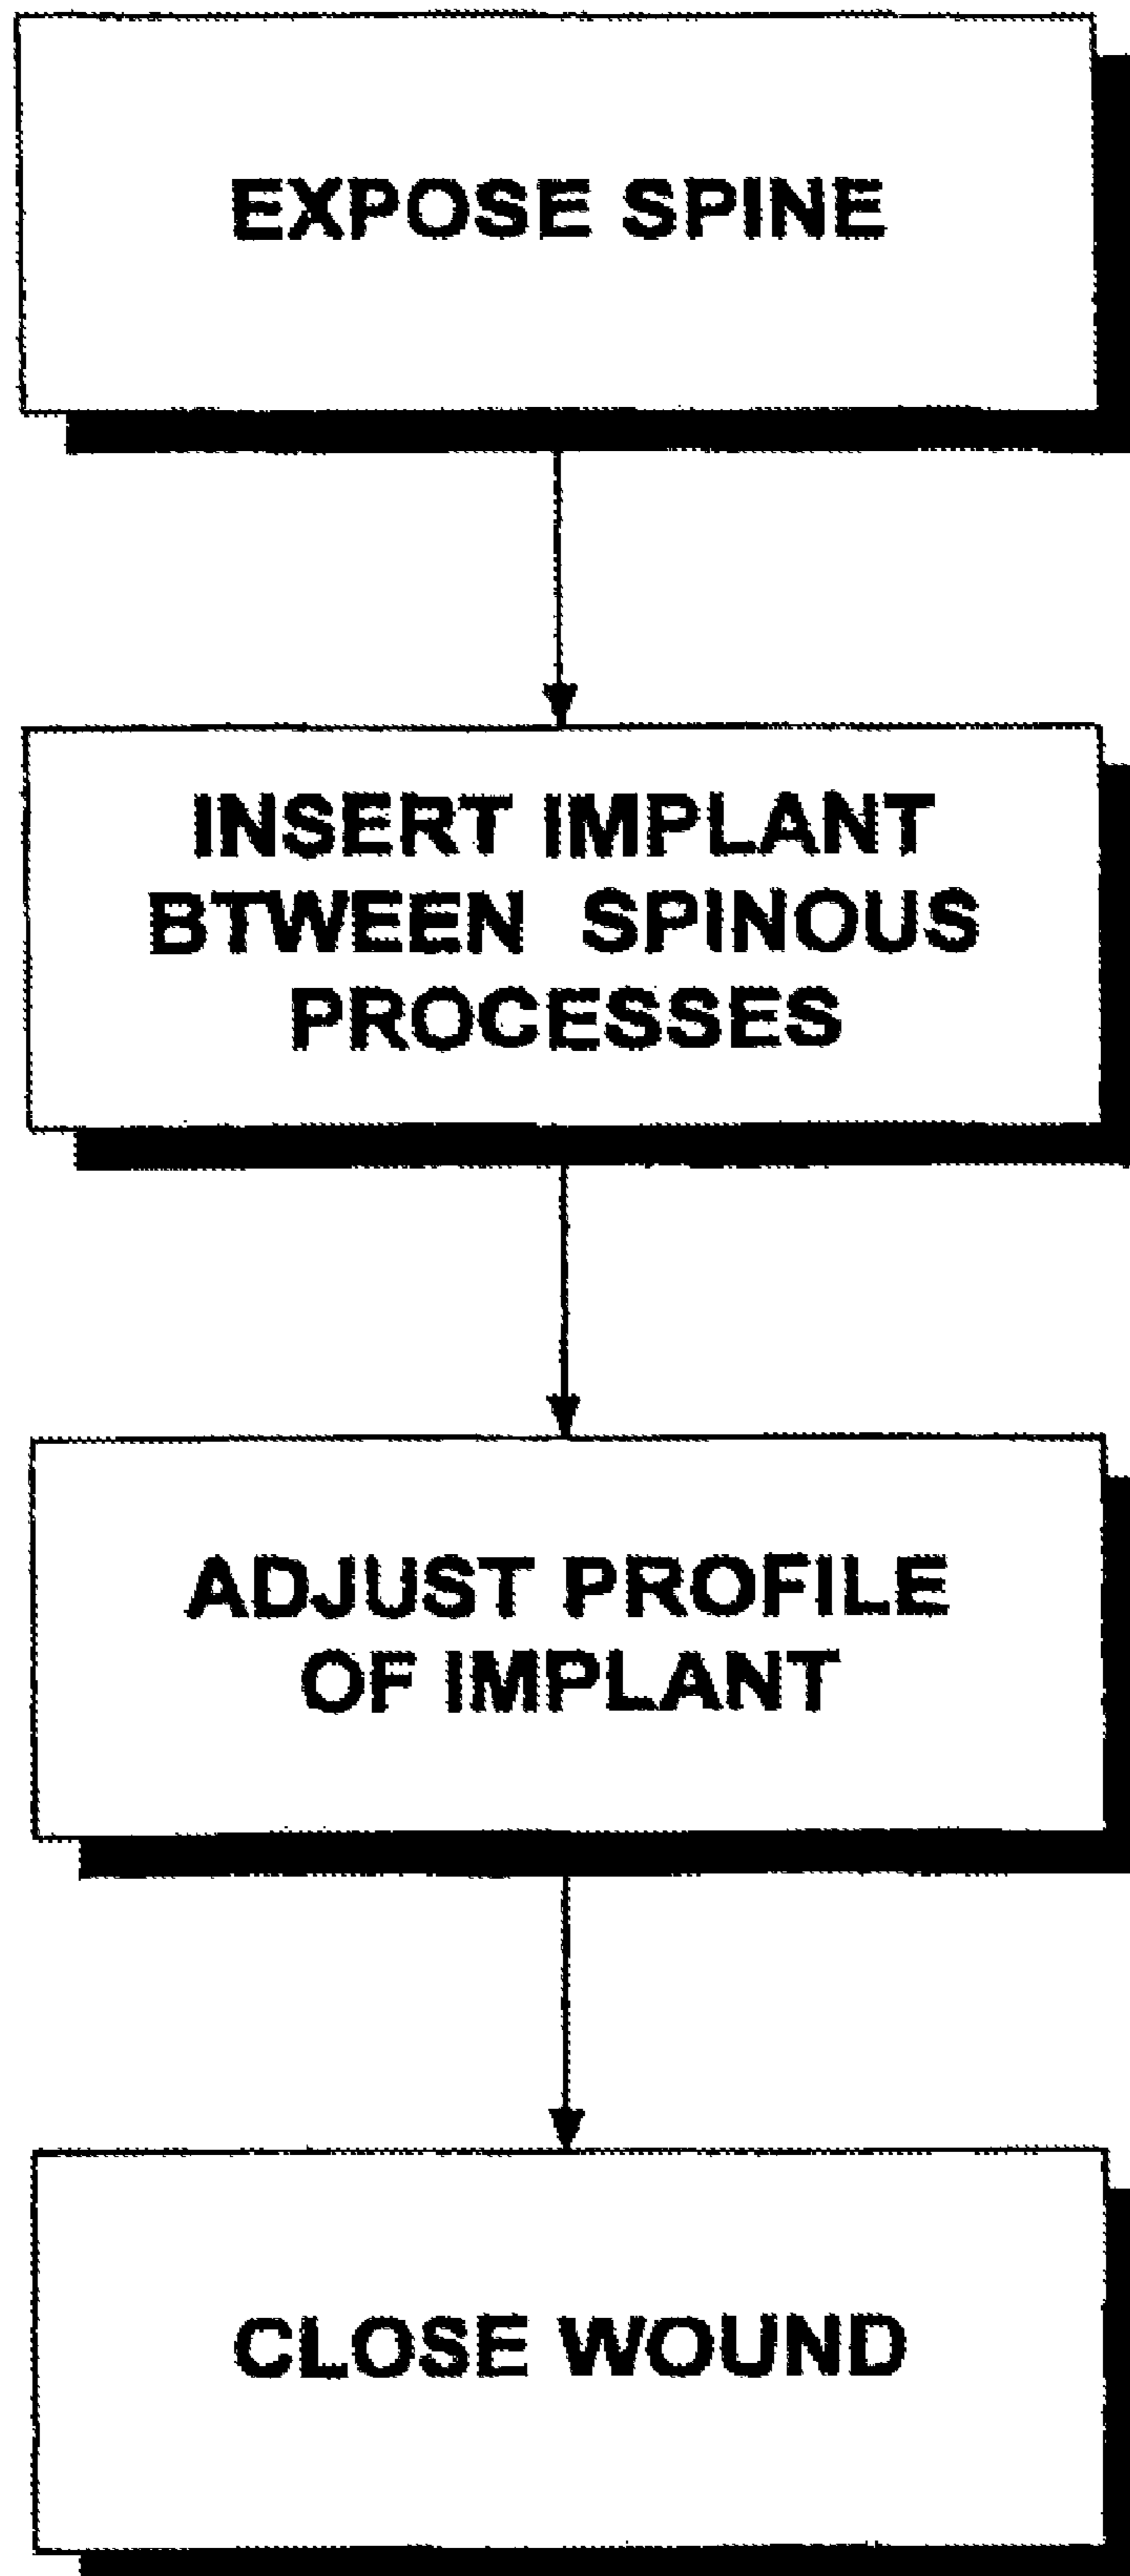 EXPOSE SPINE
INSERT IMPLANT
BTWEEN SPINOUS
PROCESSES
ADJUST PROFILE
OF IMPLANT
CLOSE WOUND